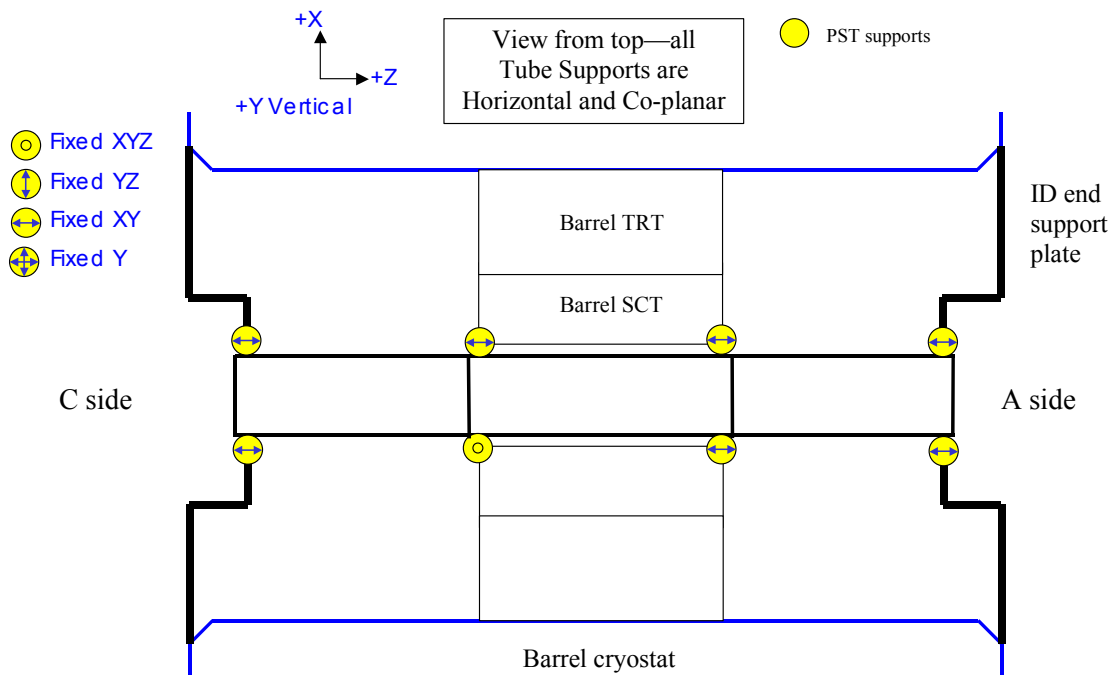 +X
+Z
+Y Vertical
View from top—all
Tube Supports are
Horizontal and Co-planar
PST supports
Fixed XYZ
Fixed YZ
Fixed XY
Fixed Y
Barrel TRT
Barrel SCT
ID end
support
plate
C side
A side
Barrel cryostat